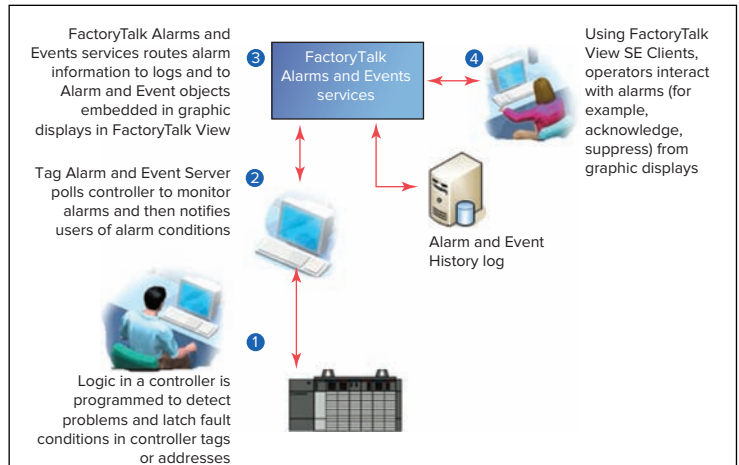 FactoryTalk Alarms and
Events services routes alarm
information to logs and to
Alarm and Event objects
embedded in graphic
displays in FactoryTalk View
3
FactoryTalk
Alarms and Events
services
4
Using FactoryTalk
View SE Clients,
operators interact
with alarms (for
example,
acknowledge,
suppress) from
graphic displays
Tag Alarm and Event Server
polls controller to monitor
alarms and then notifies
users of alarm conditions
2
Alarm and Event
History log
1
Logic in a controller is
programmed to detect
problems and latch fault
conditions in controller tags
or addresses